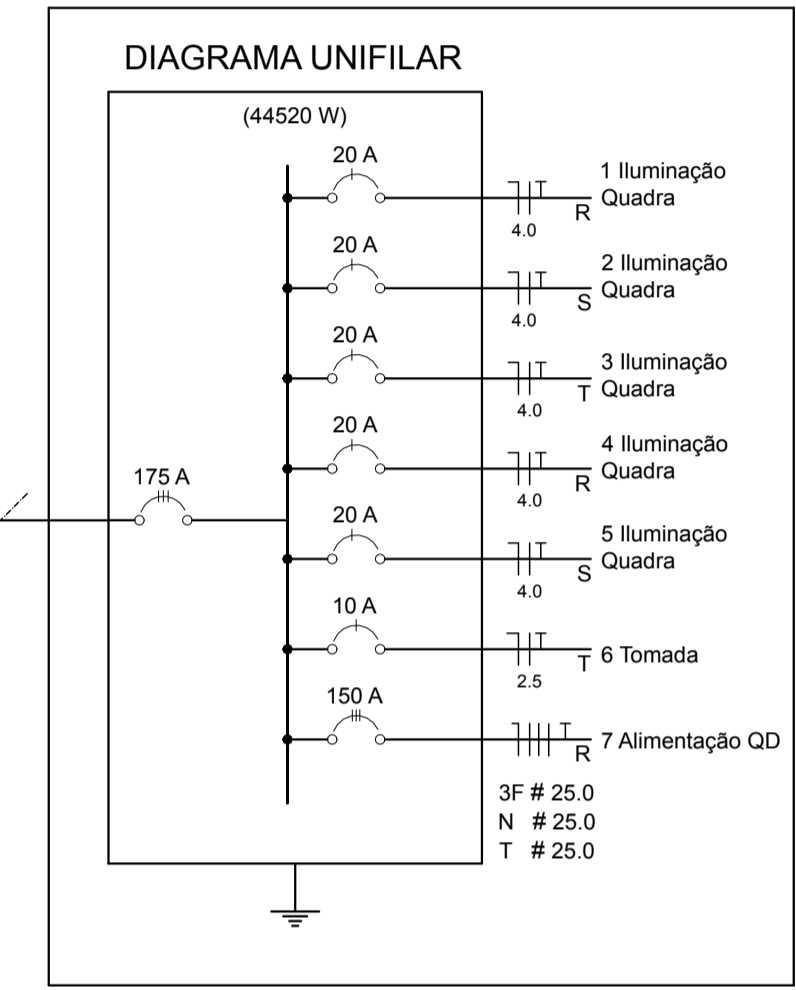 DIAGRAMA UNIFILAR
(44520 W)
20 A
1 Iluminação
Quadra
R
4.0
20 A
2 Iluminação
Quadra
S
4.0
20 A
3 Iluminação
Quadra
T
4.0
20 A
4 Iluminação
Quadra
R
4.0
175 A
20 A
5 Iluminação
Quadra
S
4.0
10 A
6 Tomada
T
2.5
150 A
7 Alimentação QD
R
3F # 25.0
N # 25.0
T # 25.0